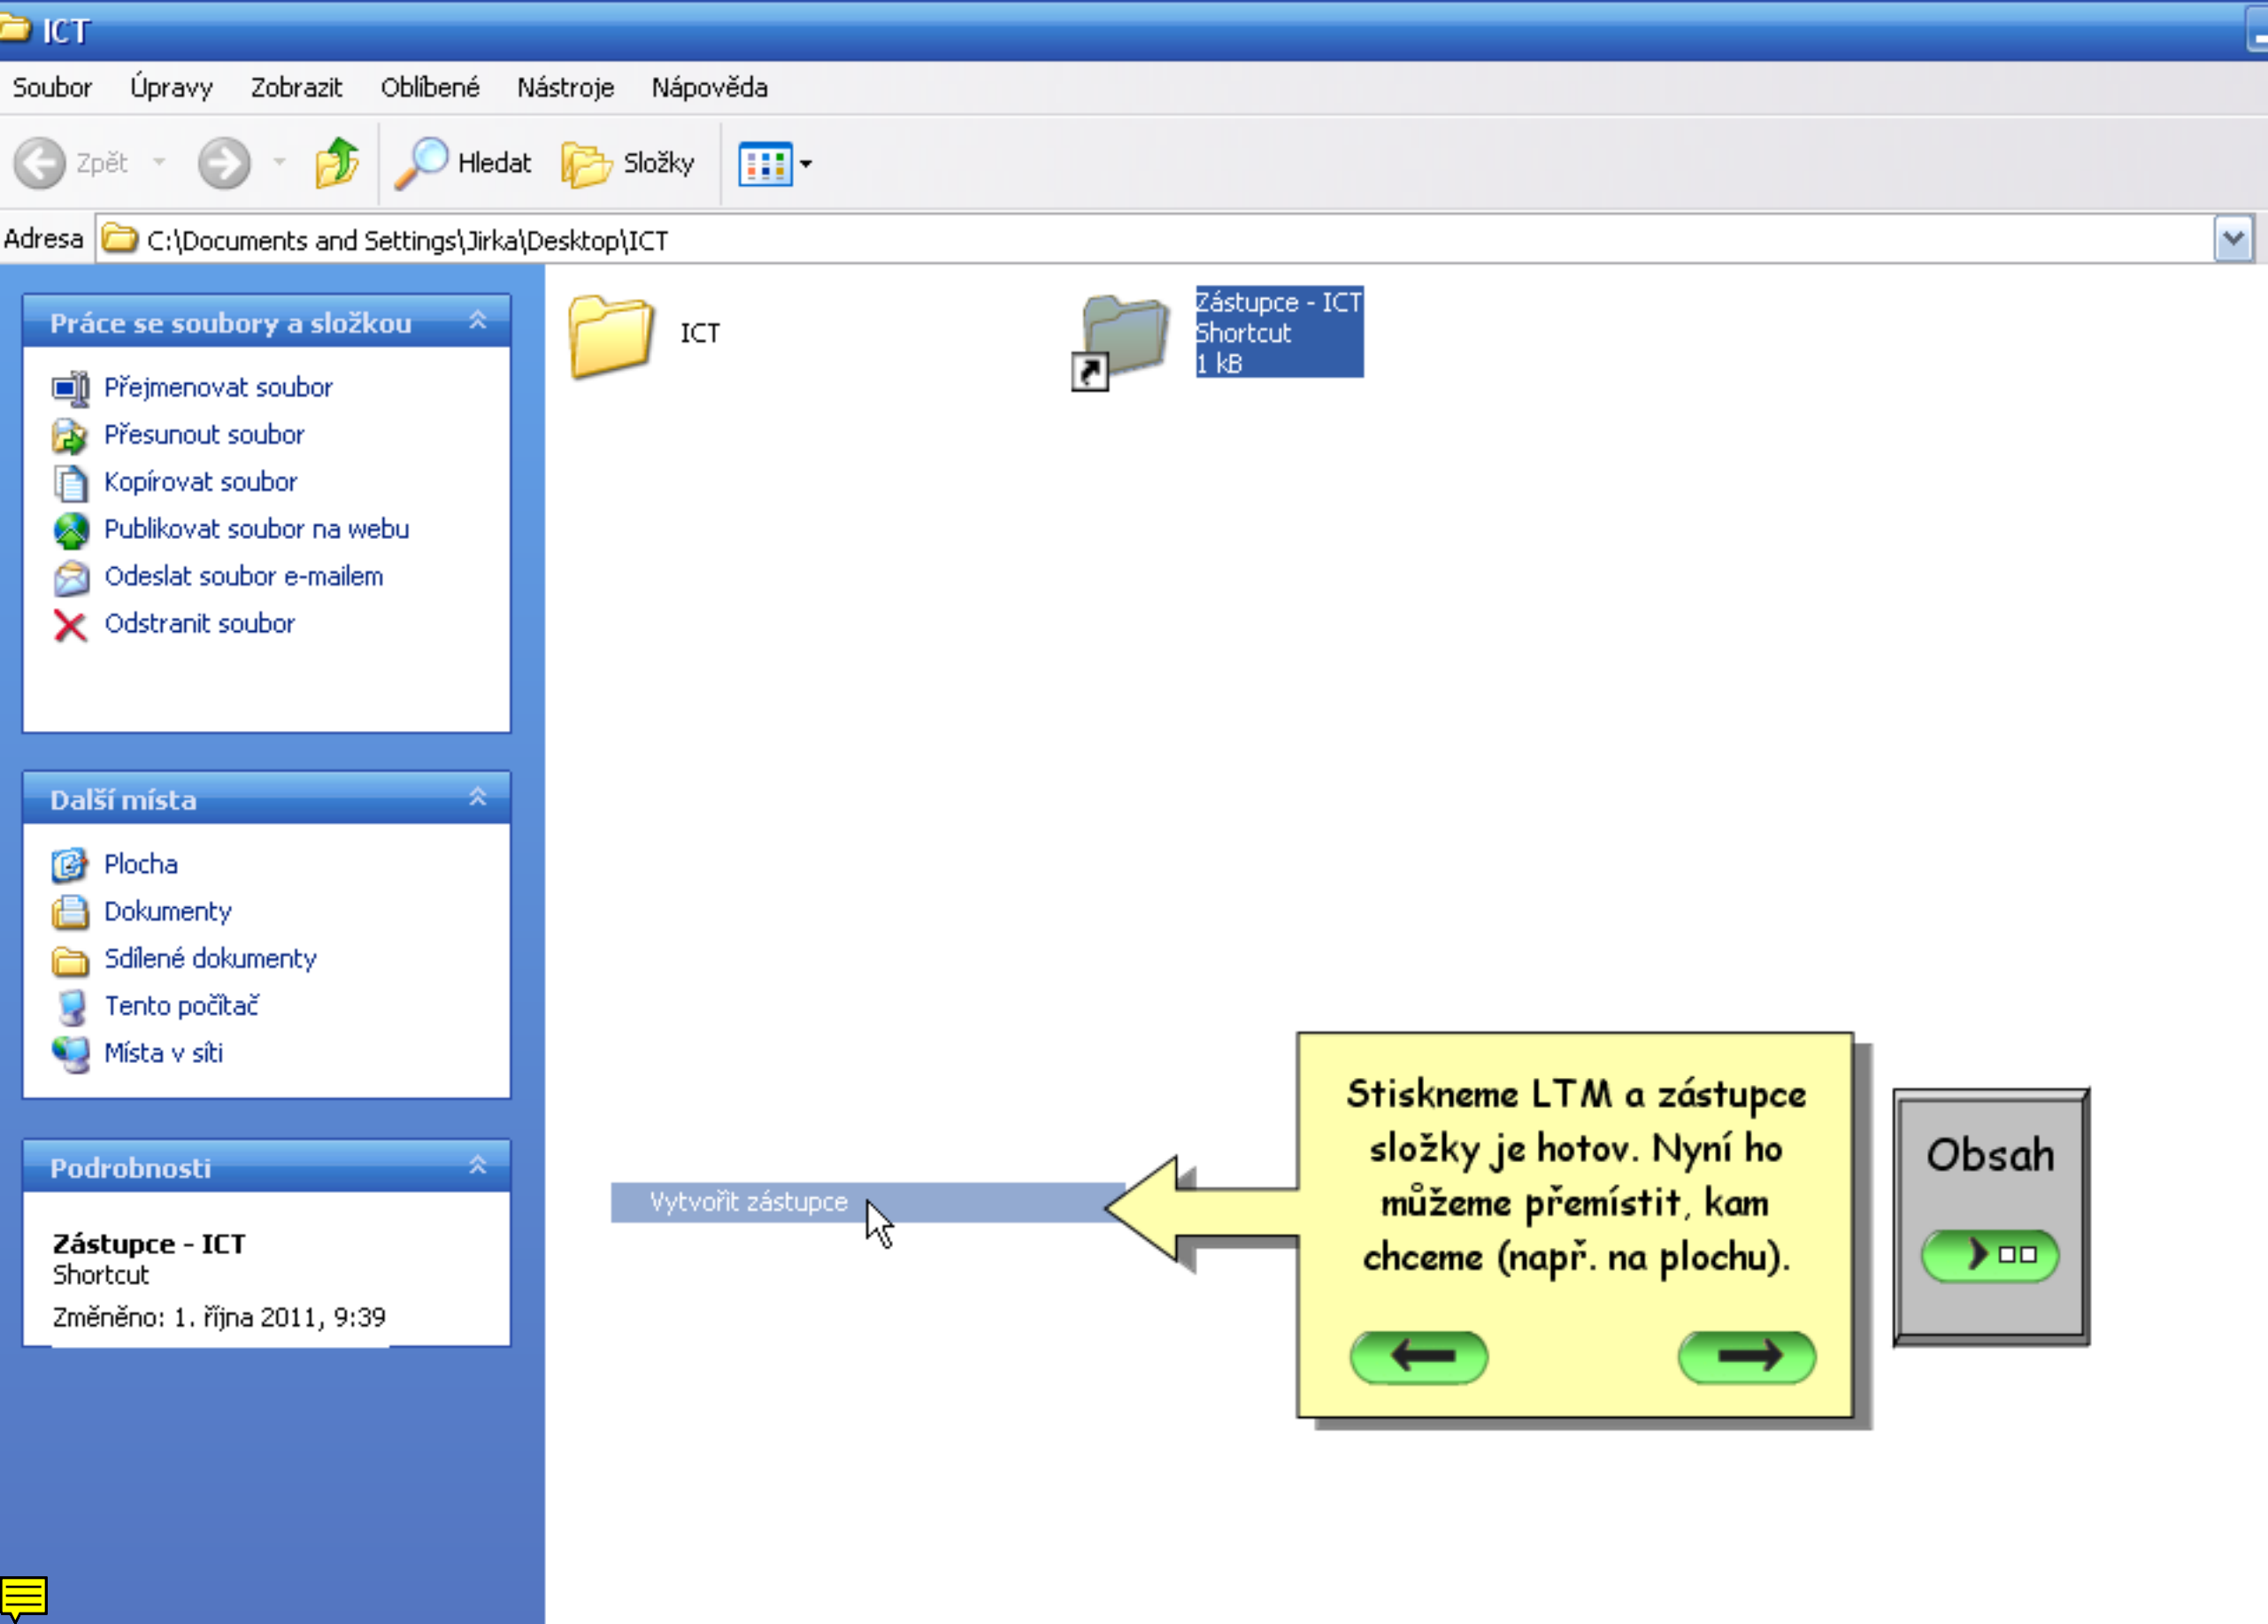 ICT
Soubor Úpravy Zobrazit Oblíbené Nástroje Nápověda
Zpět Hledat Složky
Adresa C:\Documents and Settings\Jirka\Desktop\ICT
Práce se soubory a složkou
Přejmenovat soubor
Přesunout soubor
Kopírovat soubor
Publikovat soubor na webu
Odeslat soubor e-mailem
Odstranit soubor
Další místa
Plocha
Dokumenty
Sdílené dokumenty
Tento počítač
Místa v síti
Podrobnosti
Zástupce - ICT
Shortcut
Změněno: 1. října 2011, 9:39
ICT
Zástupce - ICT
Shortcut
1 kB
Vytvořit zástupce
Stiskneme LTM a zástupce
složky je hotov. Nyní ho
můžeme přemístit, kam
chceme (např. na plochu).
Obsah